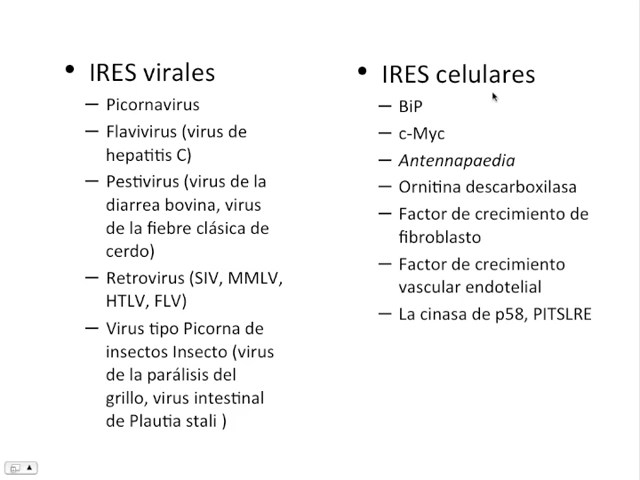 • IRES virales
– Picornavirus
– Flavivirus (virus de
hepatitis C)
– Pestivirus (virus de la
diarrea bovina, virus
de la fiebre clásica de
cerdo)
– Retrovirus (SIV, MMLV,
HTLV, FLV)
– Virus tipo Picorna de
insectos Insecto (virus
de la parálisis del
grillo, virus intestinal
de Plautia stali )
• IRES celulares
– BiP
– c-Myc
– Antennapaedia
– Ornitina descarboxilasa
– Factor de crecimiento de
fibroblasto
– Factor de crecimiento
vascular endotelial
– La cinasa de p58, PITSLRE